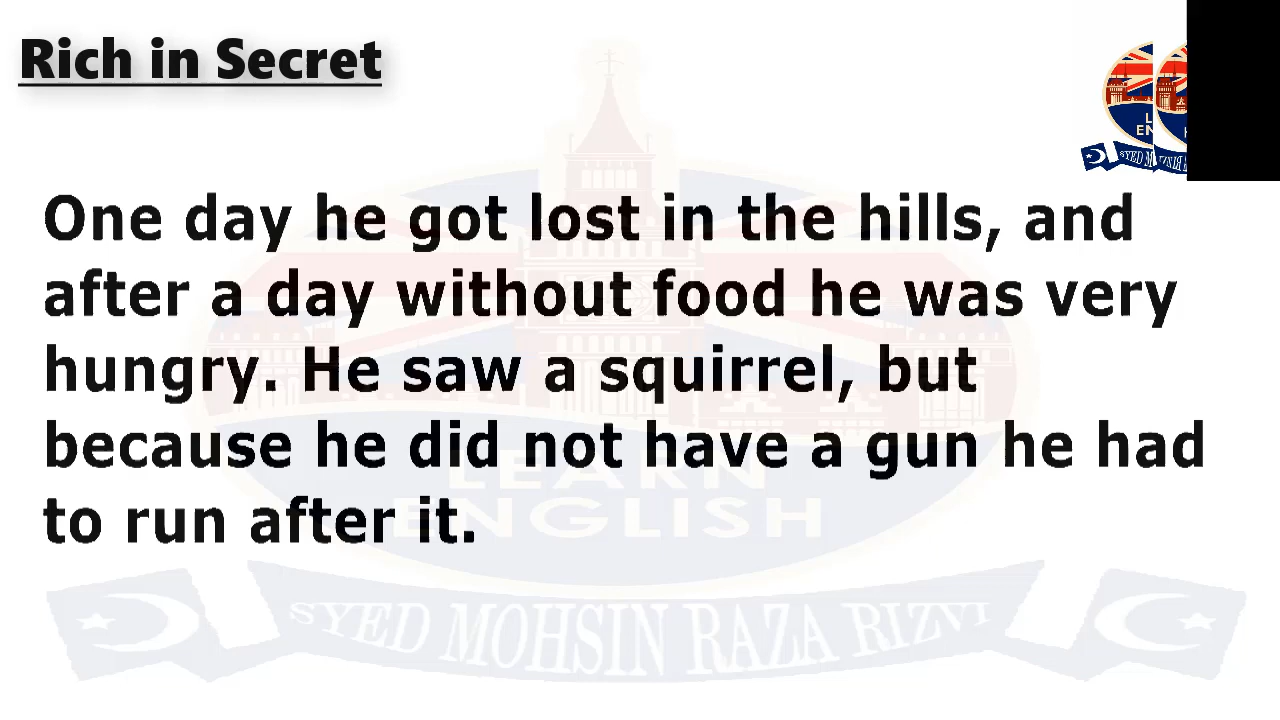 Rich in Secret
One day he got lost in the hills, and
after a day without food he was very
hungry. He saw a squirrel, but
because he did not have a gun he had
to run after it.
LEARN
ENGLISH
SYED MOHSIN RAZA RIZVI